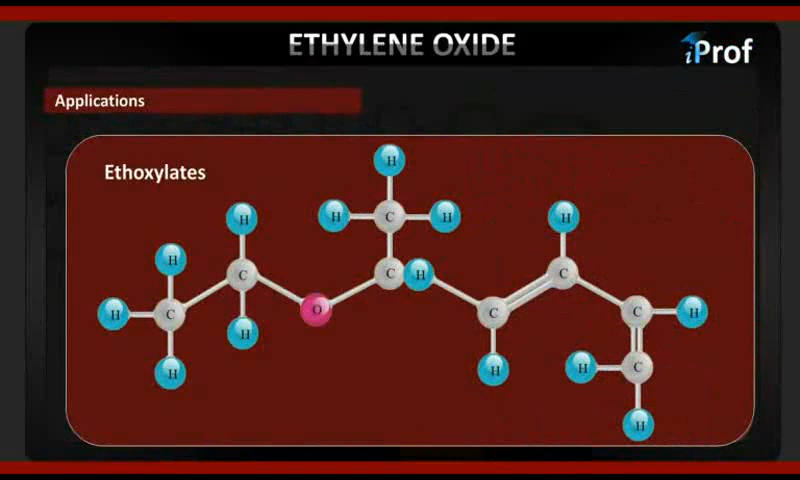 ETHYLENE OXIDE
iProf
Applications
Ethoxylates
H
H H
H C H
H C C H C
H C O C C H
H H H C
H H